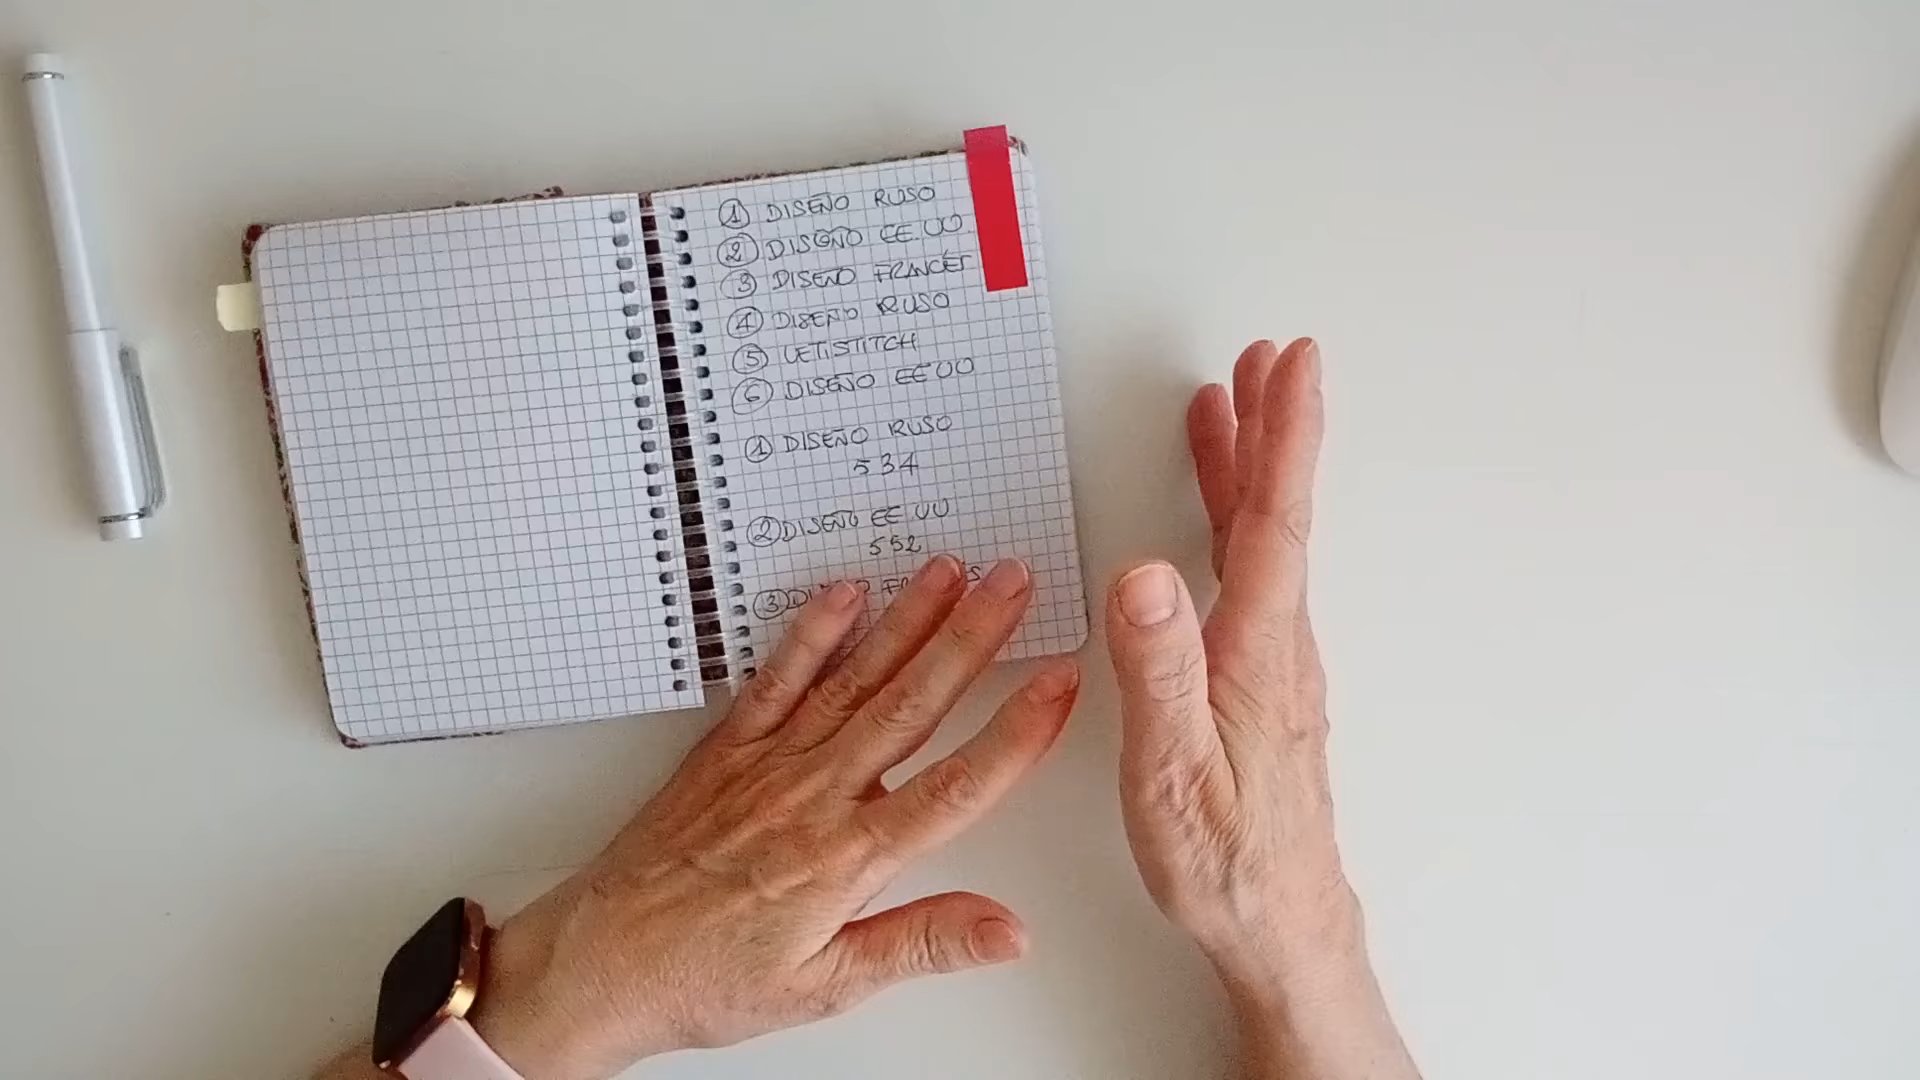 ① DISEÑO RUSO
② DISEÑO EE.UU.
③ DISEÑO FRANCÉS
④ DISEÑO RUSO
⑤ LETISTITCH
⑥ DISEÑO EE UU
① DISEÑO RUSO
534
② DISEÑO EE.UU.
552
③